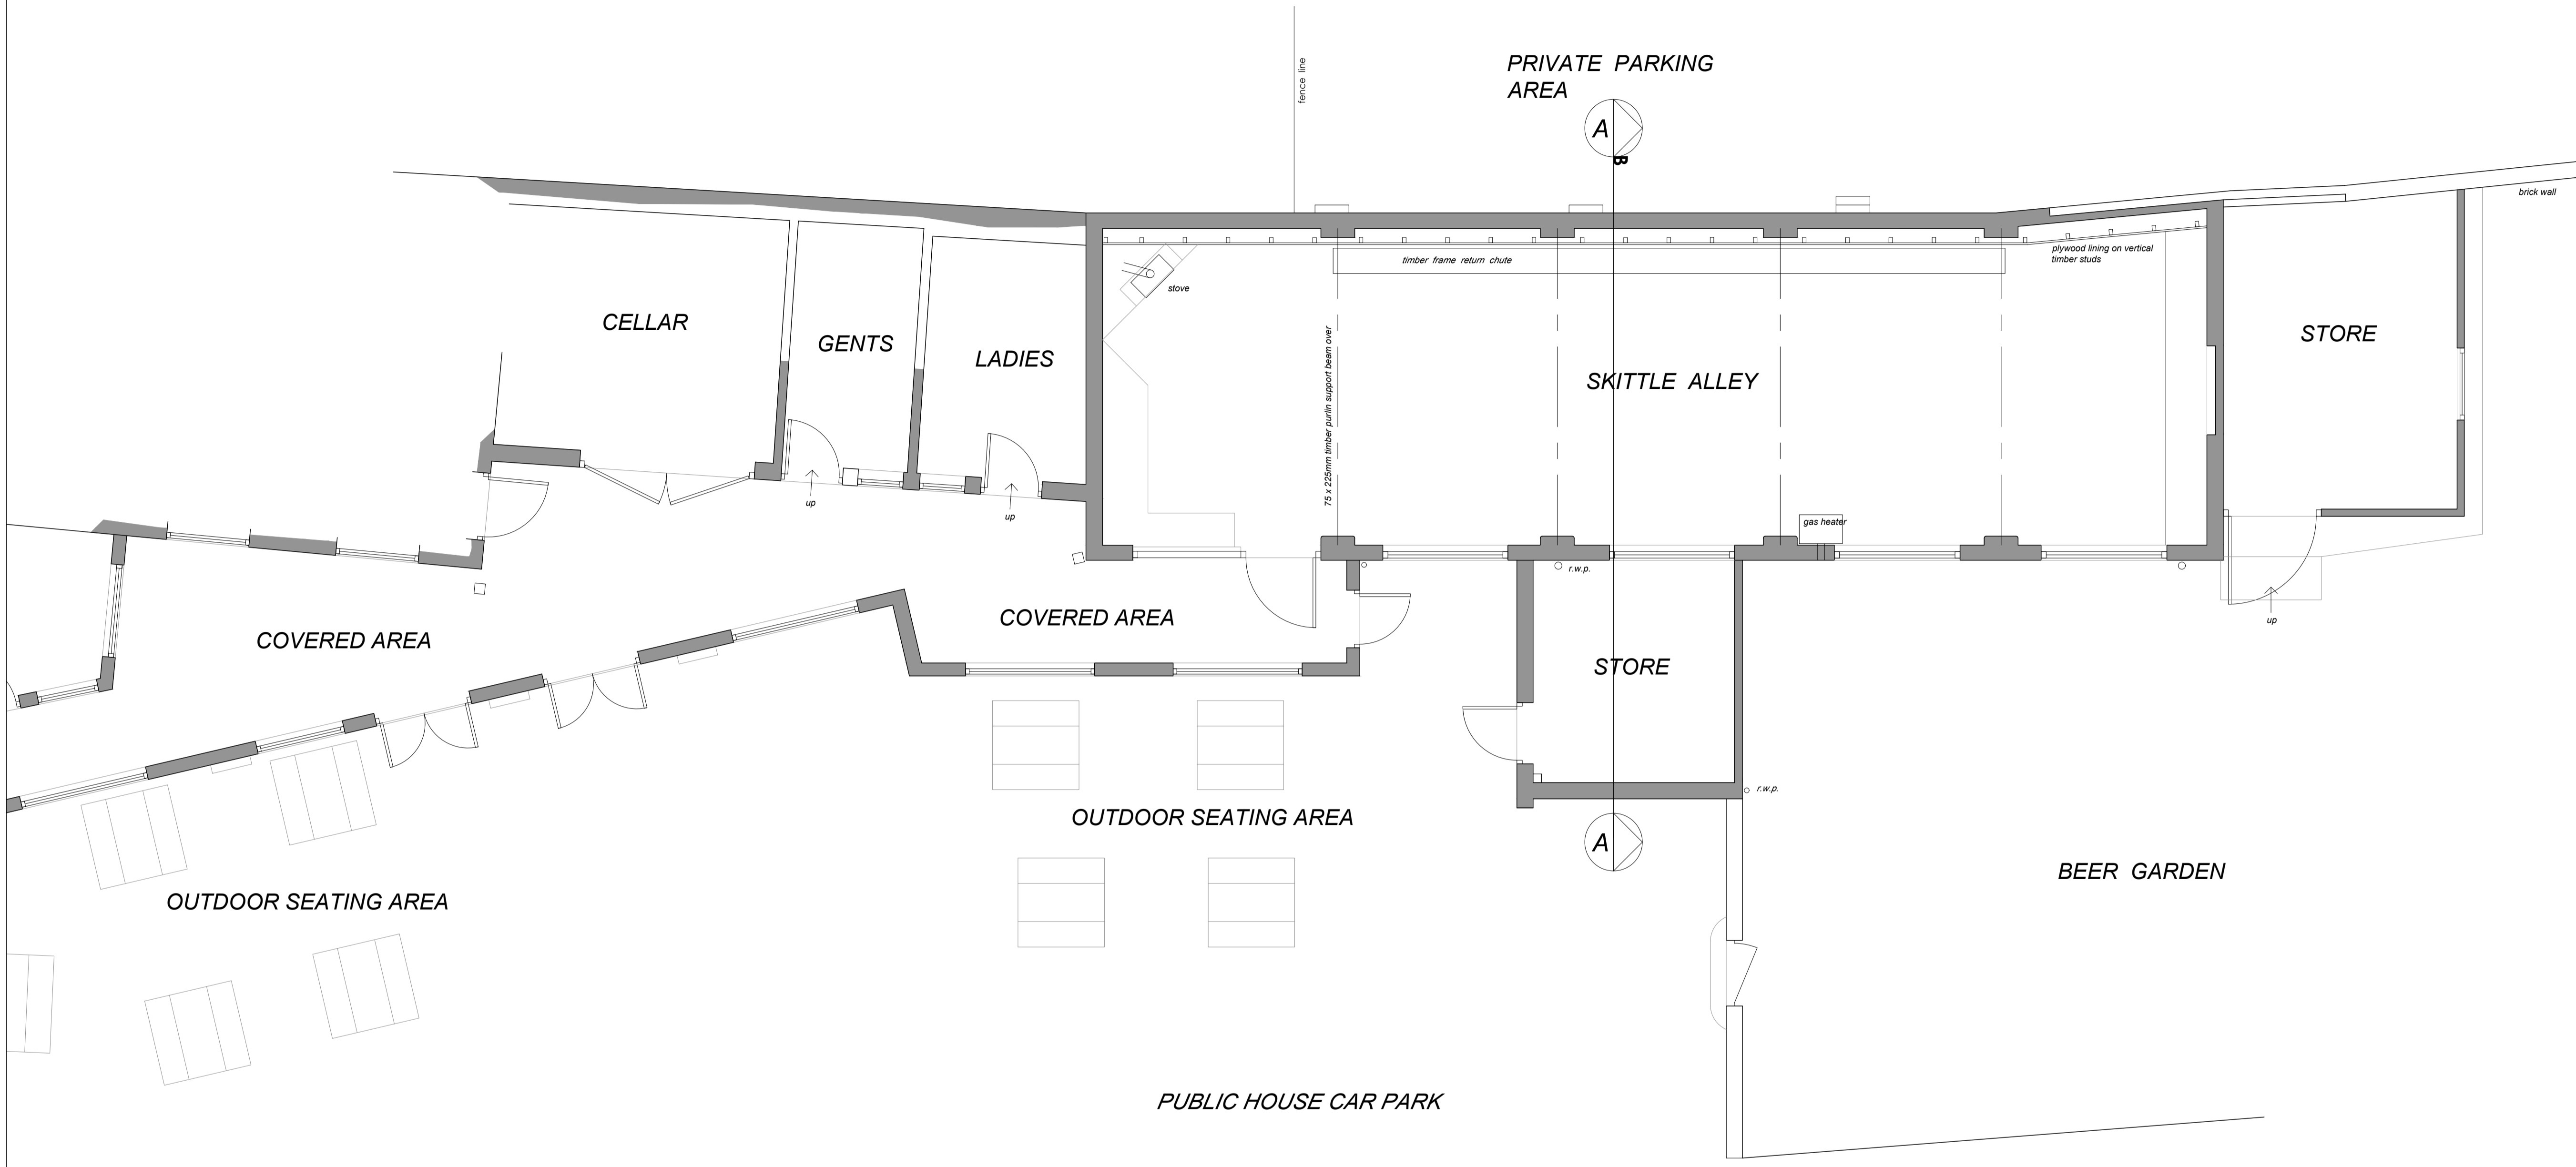 fence line
PRIVATE PARKING
AREA
A
B
brick wall
plywood lining on vertical
timber studs
timber frame return chute
stove
CELLAR
GENTS
LADIES
75 x 225mm timber purlin support beam over
SKITTLE ALLEY
STORE
up
up
gas heater
r.w.p.
up
COVERED AREA
COVERED AREA
STORE
r.w.p.
OUTDOOR SEATING AREA
A
BEER GARDEN
OUTDOOR SEATING AREA
PUBLIC HOUSE CAR PARK